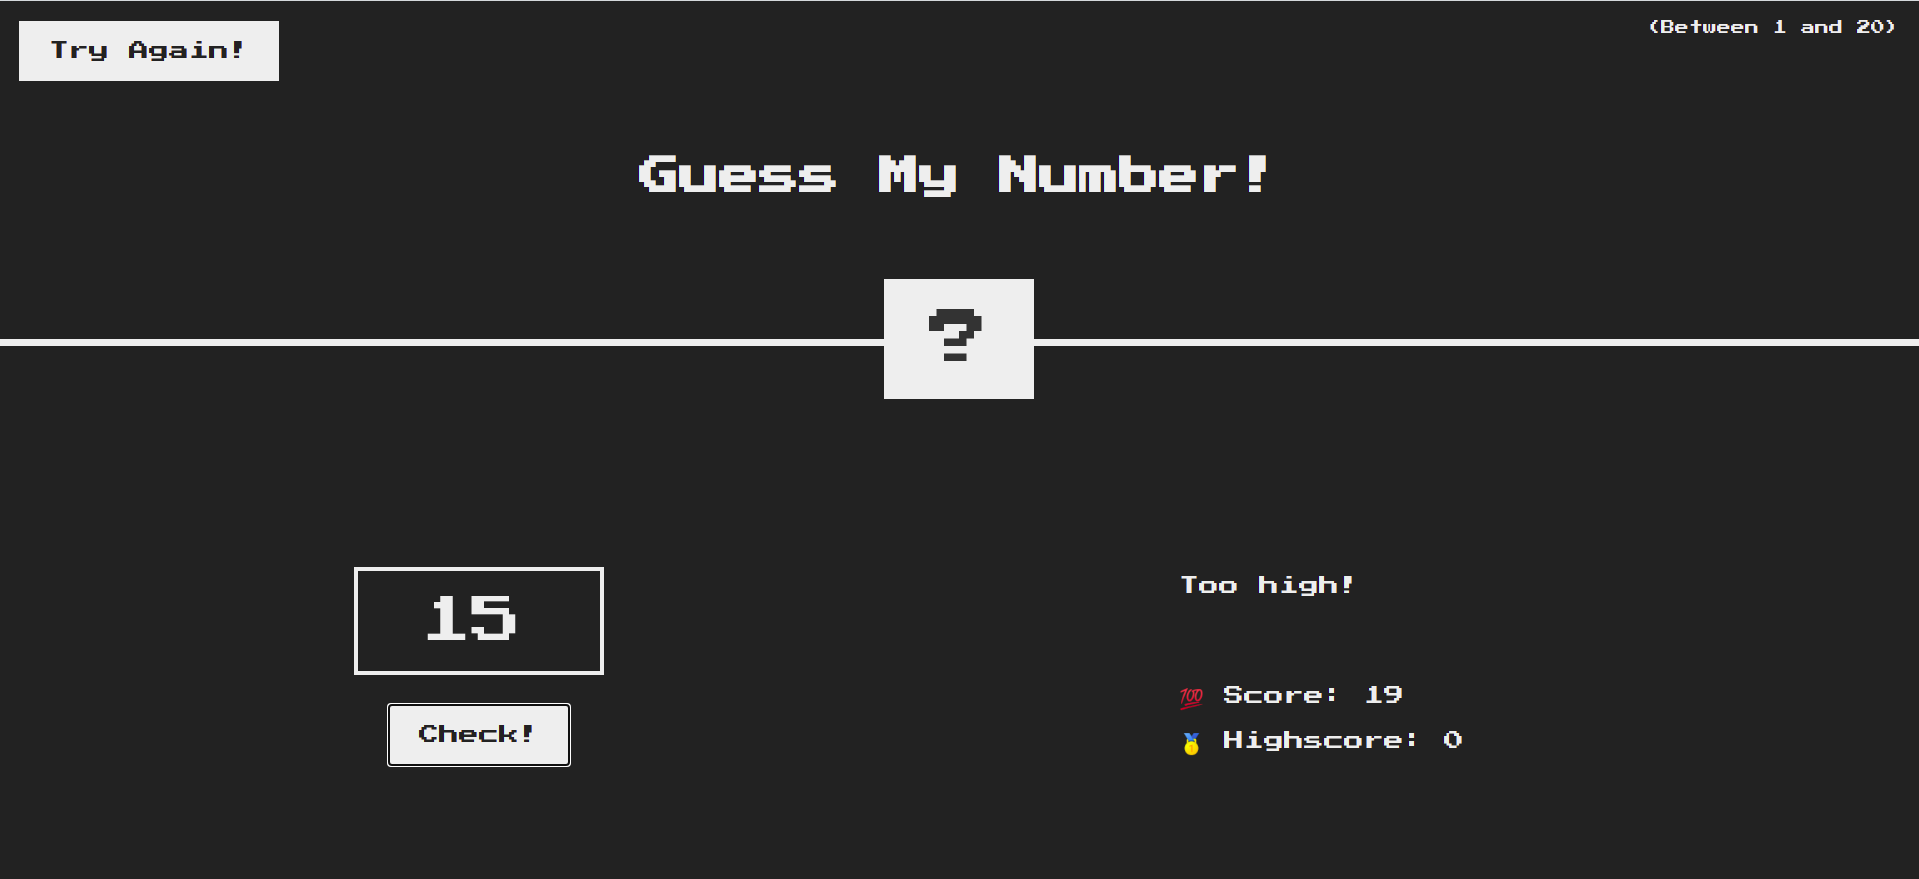 Try Again!
(Between 1 and 20)
Guess My Number!
?
15
Check!
Too high!
💯 Score: 19
🥇 Highscore: 0